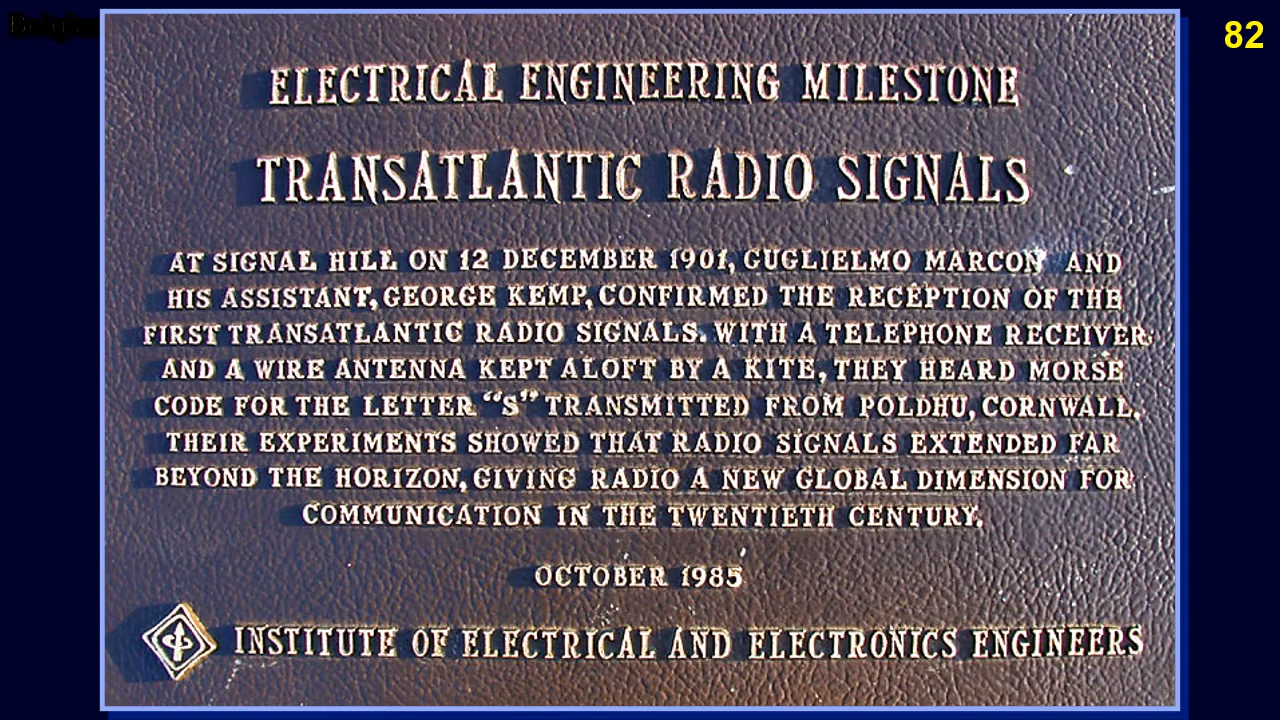 82
ELECTRICAL ENGINEERING MILESTONE
TRANSATLANTIC RADIO SIGNALS
AT SIGNAL HILL ON 12 DECEMBER 1901, GUGLIELMO MARCON AND
HIS ASSISTANT, GEORGE KEMP, CONFIRMED THE RECEPTION OF THE
FIRST TRANSATLANTIC RADIO SIGNALS. WITH A TELEPHONE RECEIVER
AND A WIRE ANTENNA KEPT ALOFT BY A KITE, THEY HEARD MORSE
CODE FOR THE LETTER “S” TRANSMITTED FROM POLDHU, CORNWALL.
THEIR EXPERIMENTS SHOWED THAT RADIO SIGNALS EXTENDED FAR
BEYOND THE HORIZON, GIVING RADIO A NEW GLOBAL DIMENSION FOR
COMMUNICATION IN THE TWENTIETH CENTURY.
OCTOBER 1985
INSTITUTE OF ELECTRICAL AND ELECTRONICS ENGINEERS